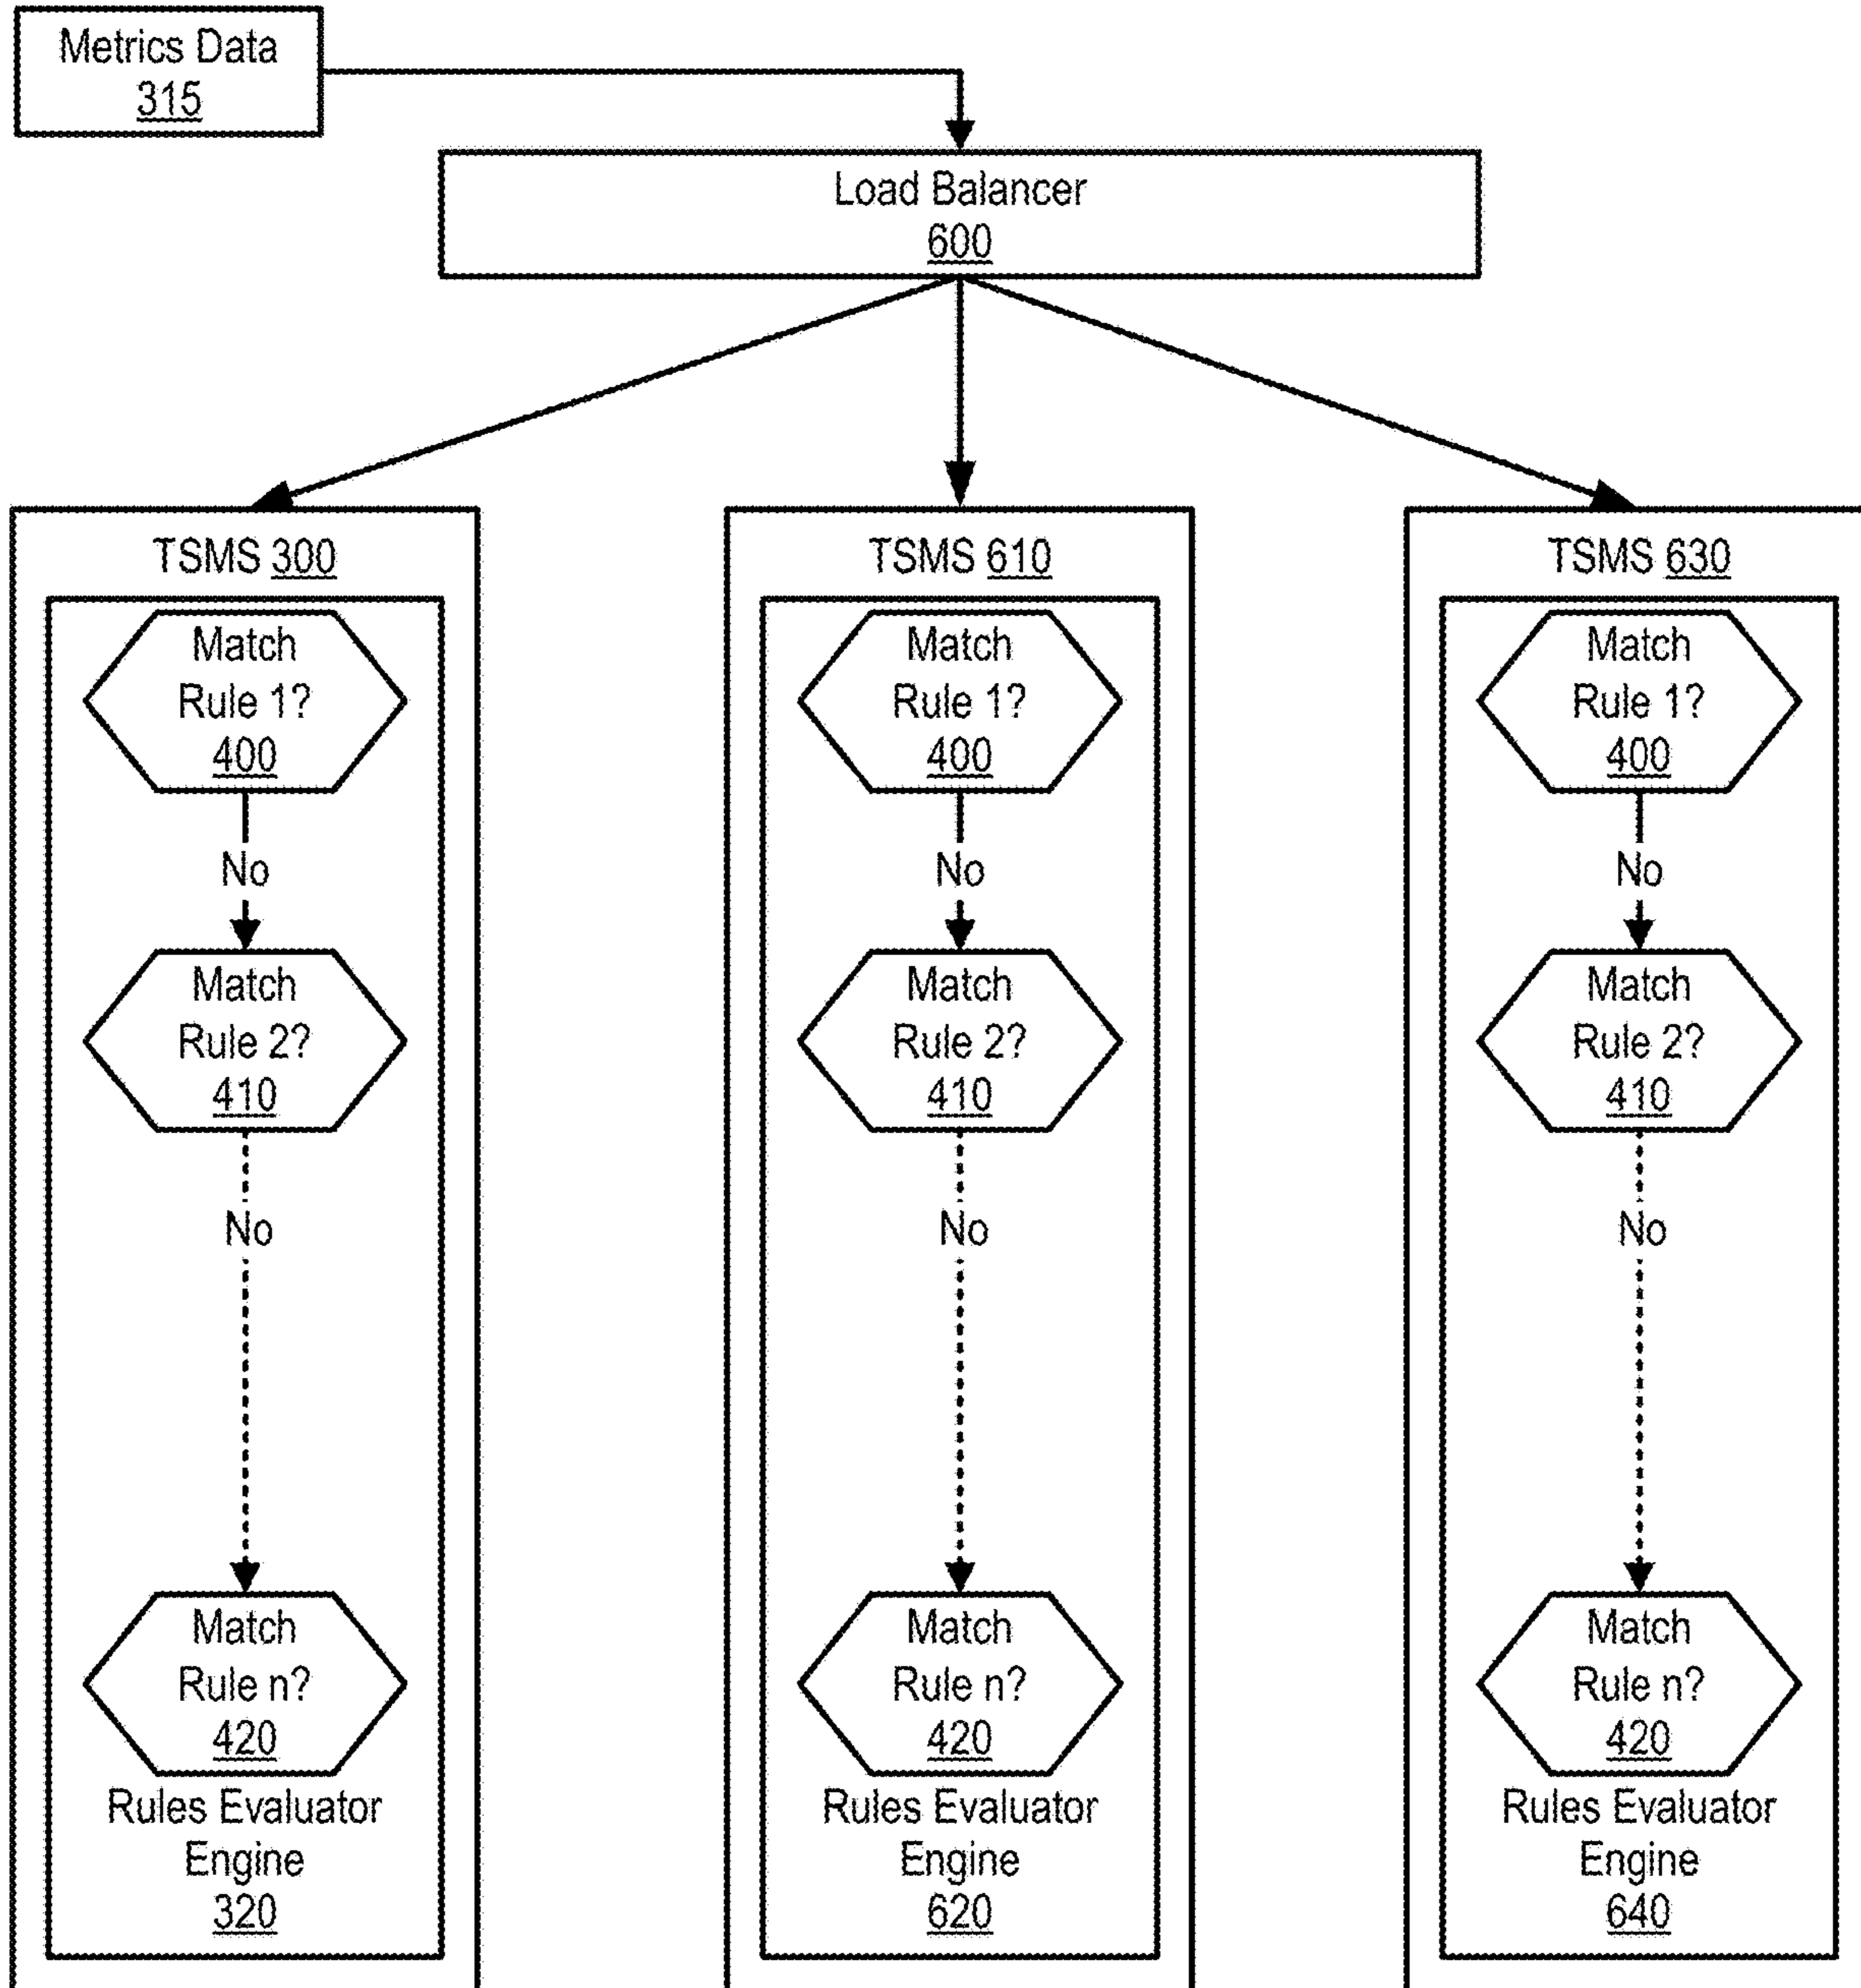 Metrics Data
315
Load Balancer
600
TSMS 300
Match
Rule 1?
400
No
Match
Rule 2?
410
No
Match
Rule n?
420
Rules Evaluator
Engine
320
TSMS 610
Match
Rule 1?
400
No
Match
Rule 2?
410
No
Match
Rule n?
420
Rules Evaluator
Engine
620
TSMS 630
Match
Rule 1?
400
No
Match
Rule 2?
410
No
Match
Rule n?
420
Rules Evaluator
Engine
640